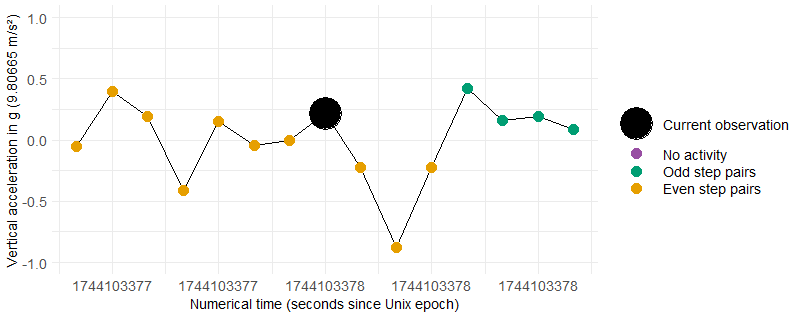 Vertical acceleration in g (9.80665 m/s²)
1.0
0.5
0.0
-0.5
-1.0
1744103377 1744103377 1744103378 1744103378 1744103378
Numerical time (seconds since Unix epoch)
Current observation
No activity
Odd step pairs
Even step pairs